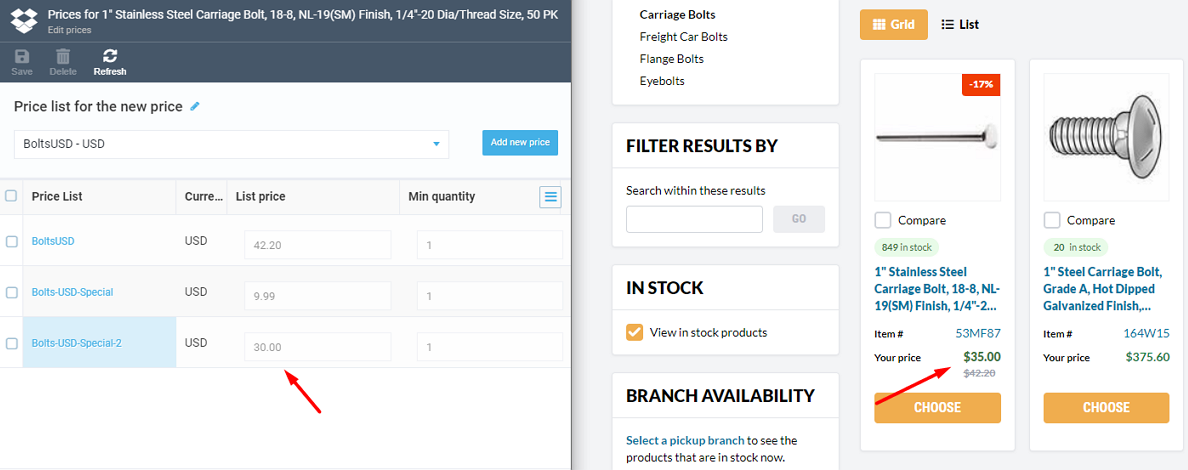 Prices for 1" Stainless Steel Carriage Bolt, 18-8, NL-19(SM) Finish, 1/4"-20 Dia/Thread Size, 50 PK
Edit prices
Save Delete Refresh
Price list for the new price
BoltsUSD - USD
Add new price
Price List Curre... List price Min quantity
BoltsUSD USD 42.20 1
Bolts-USD-Special USD 9.99 1
Bolts-USD-Special-2 USD 30.00 1
Carriage Bolts
Freight Car Bolts
Flange Bolts
Eyebolts
FILTER RESULTS BY
Search within these results
GO
IN STOCK
View in stock products
BRANCH AVAILABILITY
Select a pickup branch to see the
products that are in stock now.
Grid List
-17%
Compare
849 in stock
1" Stainless Steel
Carriage Bolt, 18-8, NL-
19(SM) Finish, 1/4"-2...
Item # 53MF87
Your price $35.00
$42.20
CHOOSE
Compare
20 in stock
1" Steel Carriage Bolt,
Grade A, Hot Dipped
Galvanized Finish,...
Item # 164W15
Your price $375.60
CHOOSE